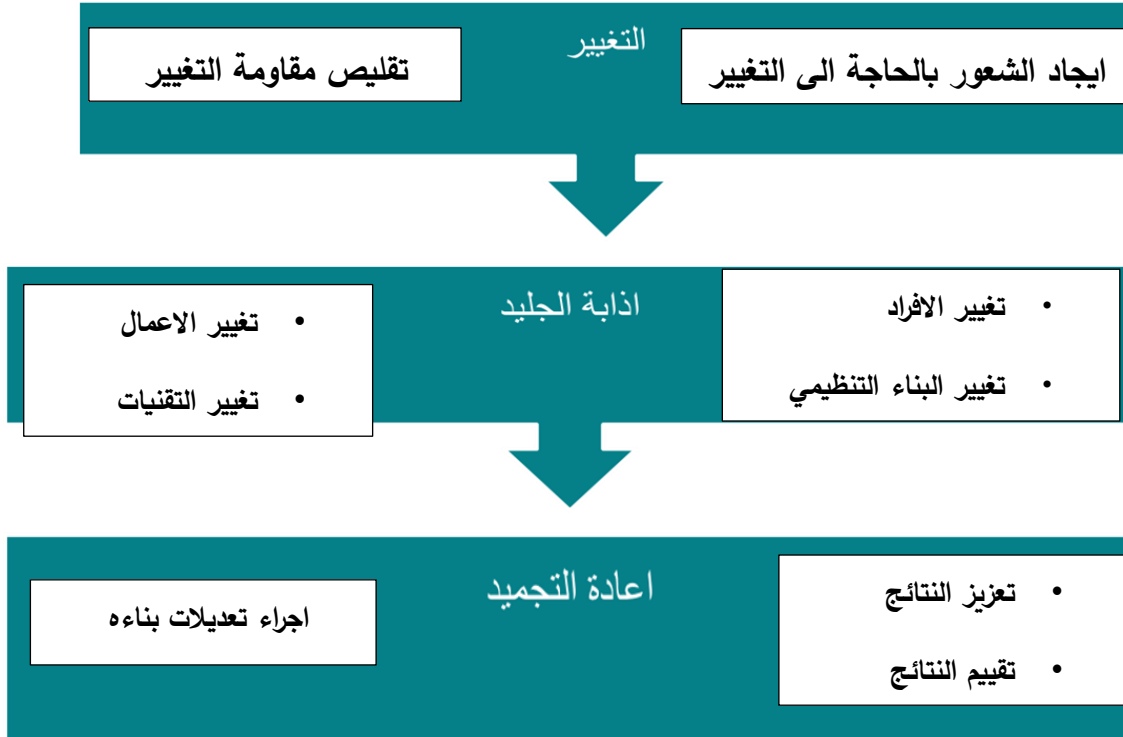 التغيير
ايجاد الشعور بالحاجة الى التغيير
تقليص مقاومة التغيير
اذابة الجليد
• تغيير الافراد
• تغيير البناء التنظيمي
• تغيير الاعمال
• تغيير التقنيات
اعادة التجميد
• تعزيز النتائج
• تقييم النتائج
اجراء تعديلات بناءه